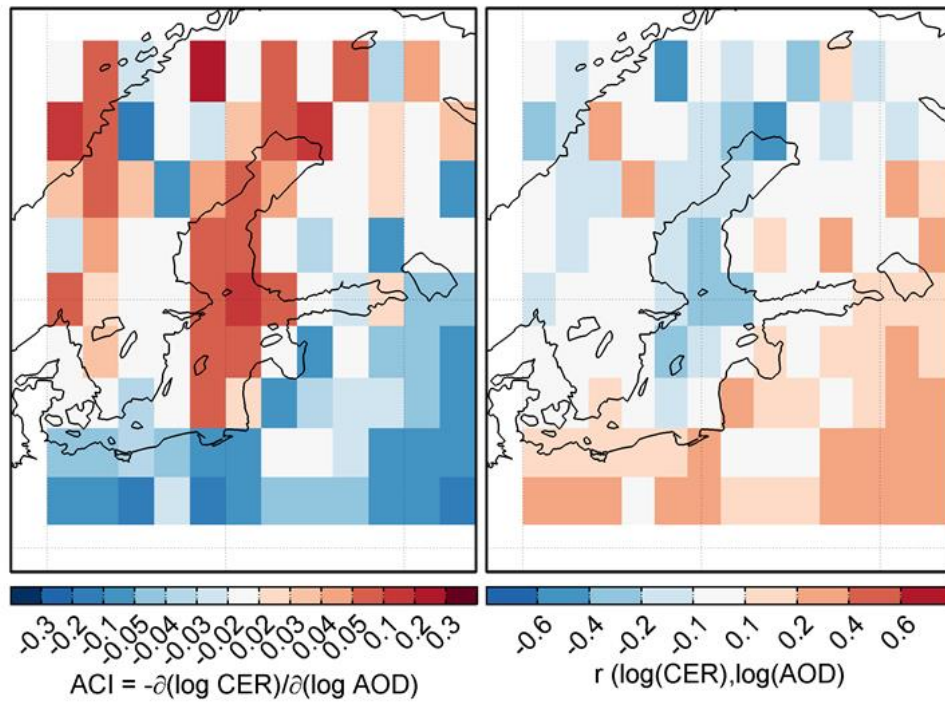 -0.3 -0.2 -0.1 -0.05 -0.04 -0.03 -0.02 0.02 0.03 0.04 0.05 0.1 0.2 0.3
ACI = -∂(log CER)/∂(log AOD)
-0.6 -0.4 -0.2 -0.1 0.1 0.2 0.4 0.6
r (log(CER),log(AOD)